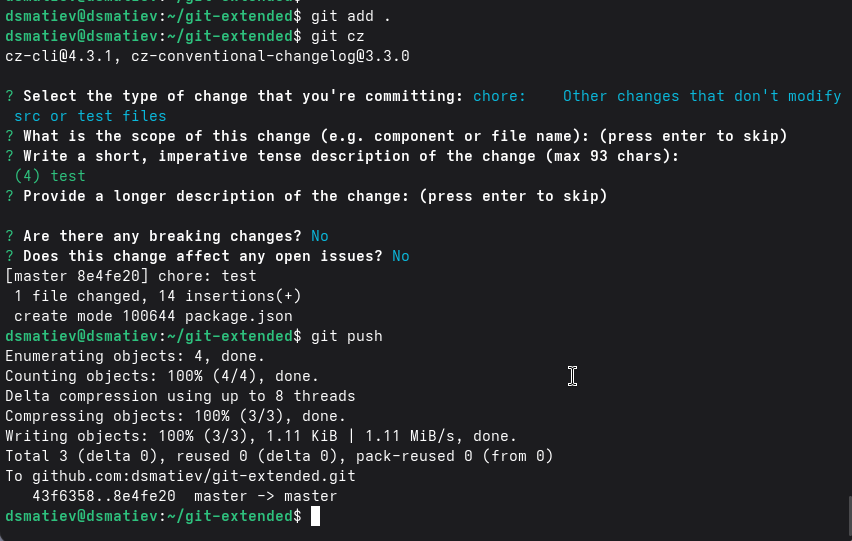 dsmatiev@dsmatiev:~/git-extended$ git add .
dsmatiev@dsmatiev:~/git-extended$ git cz
cz-cli@4.3.1, cz-conventional-changelog@3.3.0
? Select the type of change that you're committing: chore:    Other changes that don't modify
 src or test files
? What is the scope of this change (e.g. component or file name): (press enter to skip)
? Write a short, imperative tense description of the change (max 93 chars):
 (4) test
? Provide a longer description of the change: (press enter to skip)
? Are there any breaking changes? No
? Does this change affect any open issues? No
[master 8e4fe20] chore: test
 1 file changed, 14 insertions(+)
 create mode 100644 package.json
dsmatiev@dsmatiev:~/git-extended$ git push
Enumerating objects: 4, done.
Counting objects: 100% (4/4), done.
Delta compression using up to 8 threads
Compressing objects: 100% (3/3), done.
Writing objects: 100% (3/3), 1.11 KiB | 1.11 MiB/s, done.
Total 3 (delta 0), reused 0 (delta 0), pack-reused 0 (from 0)
To github.com:dsmatiev/git-extended.git
   43f6358..8e4fe20  master -> master
dsmatiev@dsmatiev:~/git-extended$